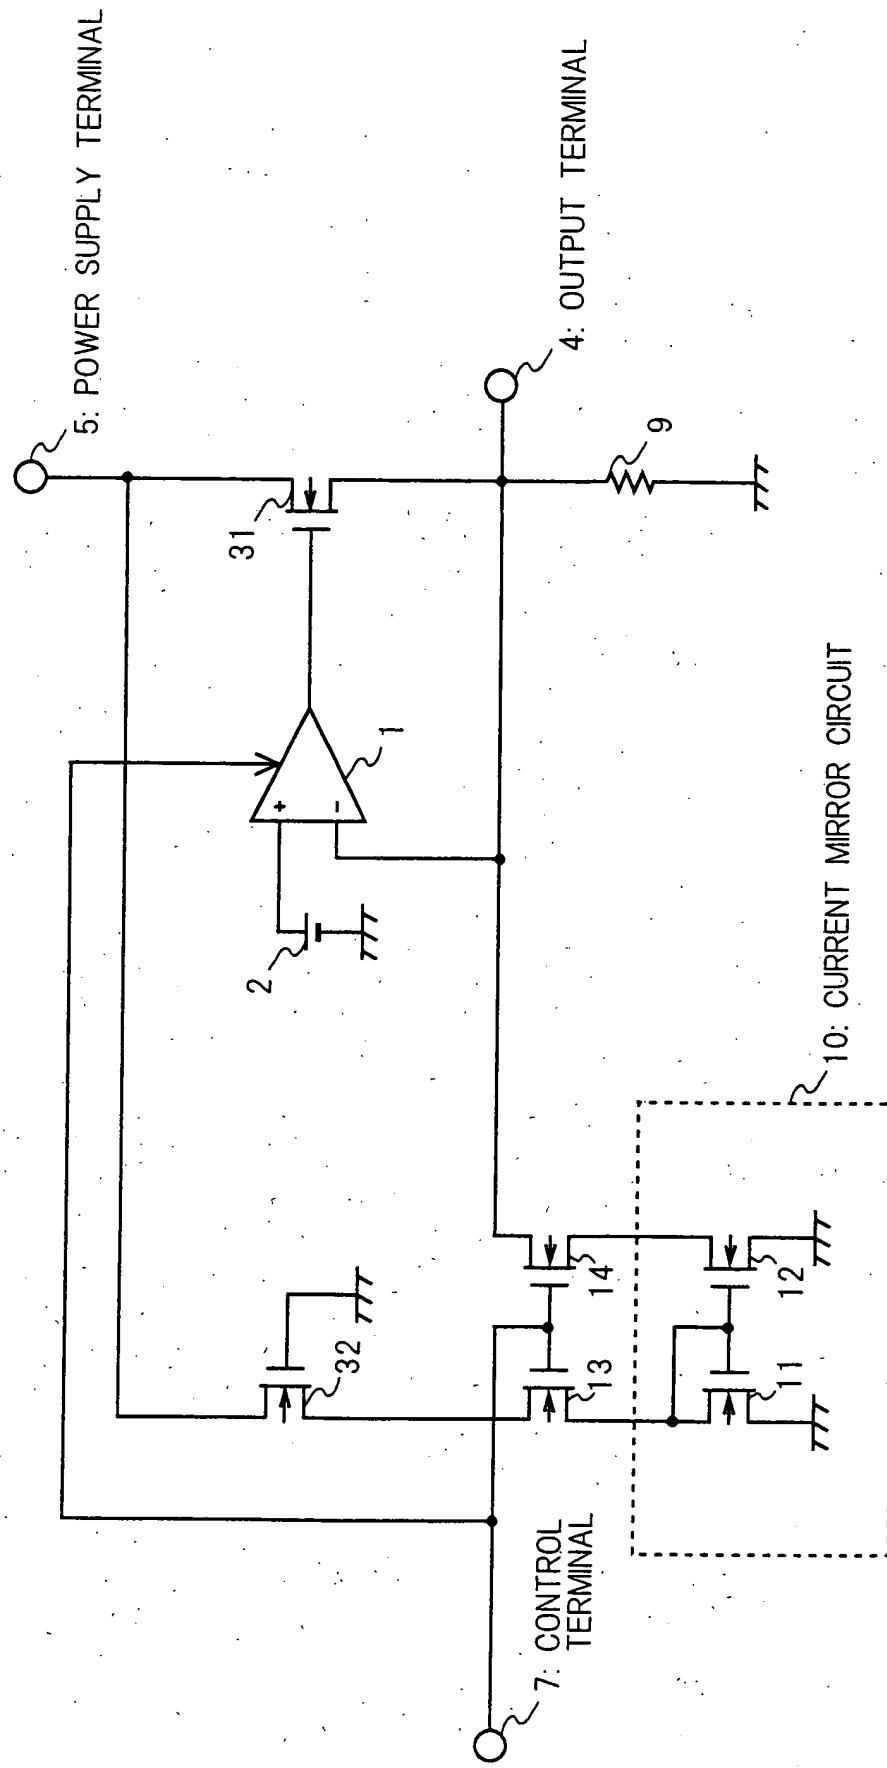 5: POWER SUPPLY TERMINAL
31
4: OUTPUT TERMINAL
9
1
+
-
2
32
14
13
12
11
10: CURRENT MIRROR CIRCUIT
7: CONTROL
TERMINAL